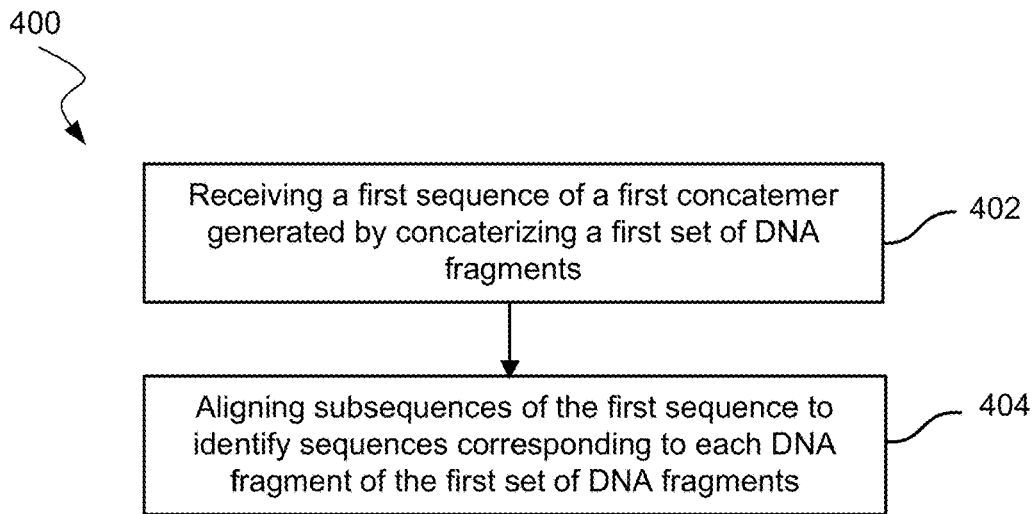 400
Receiving a first sequence of a first concatemer
generated by concaterizing a first set of DNA
fragments
402
Aligning subsequences of the first sequence to
identify sequences corresponding to each DNA
fragment of the first set of DNA fragments
404